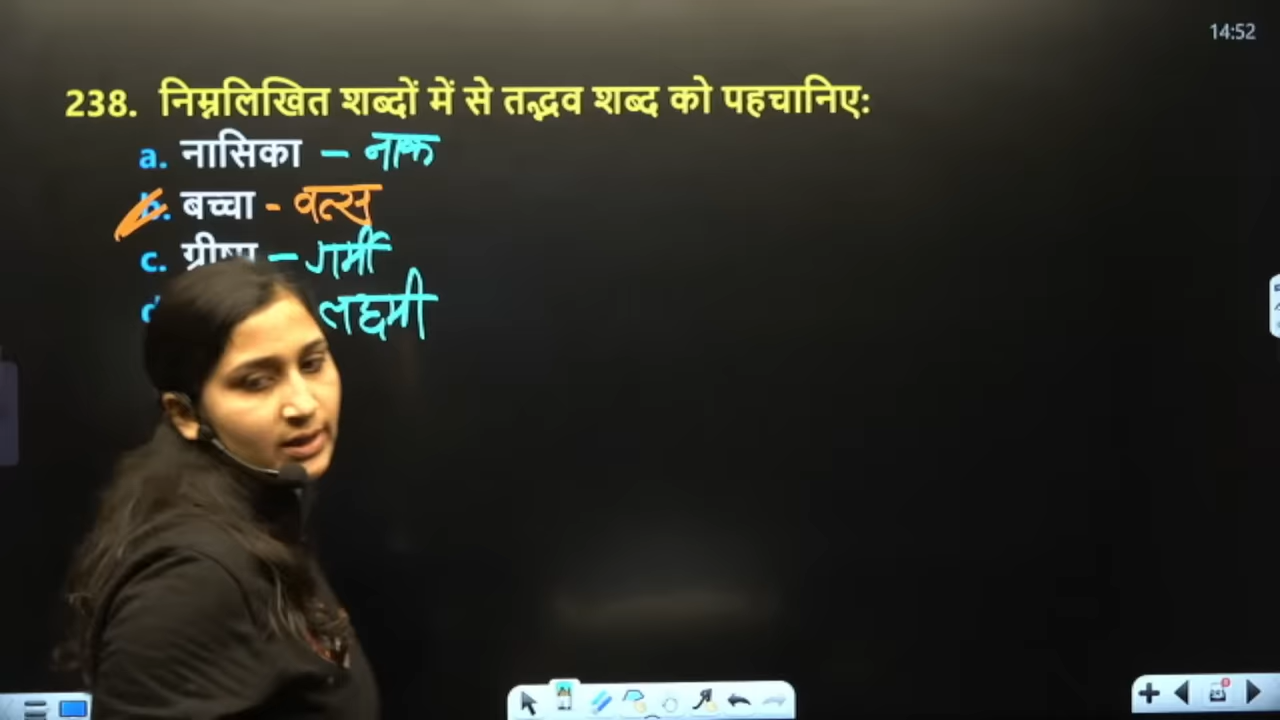 14:52
238. निम्नलिखित शब्दों में से तद्भव शब्द को पहचानिए:
a. नासिका – नाक
b. बच्चा - वत्स
c. ग्रीष्म – गर्मी
लक्ष्मी